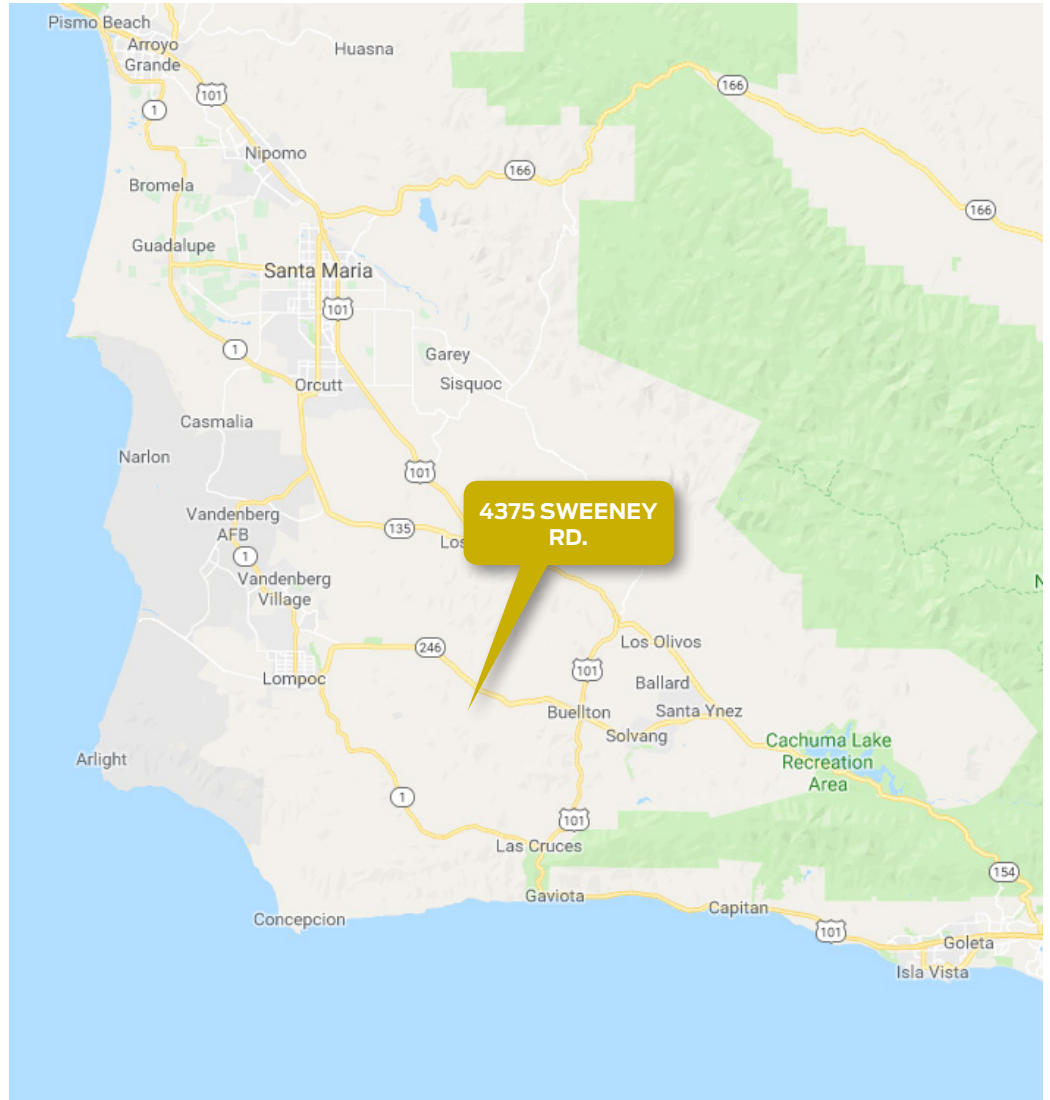 Pismo Beach
Arroyo
Grande
Huasna
101
1
166
166
Nipomo
166
Bromela
166
Guadalupe
Santa Maria
101
1
Garey
Sisquoc
Orcutt
Casmalia
Narlon
101
4375 SWEENEY
RD.
Vandenberg
AFB
135
Los
1
Vandenberg
Village
246
Los Olivos
Lompoc
101
Ballard
Buellton
Santa Ynez
Solvang
Cachuma Lake
Recreation
Area
Arlight
1
101
Las Cruces
154
Gaviota
Capitan
Concepcion
101
Goleta
Isla Vista